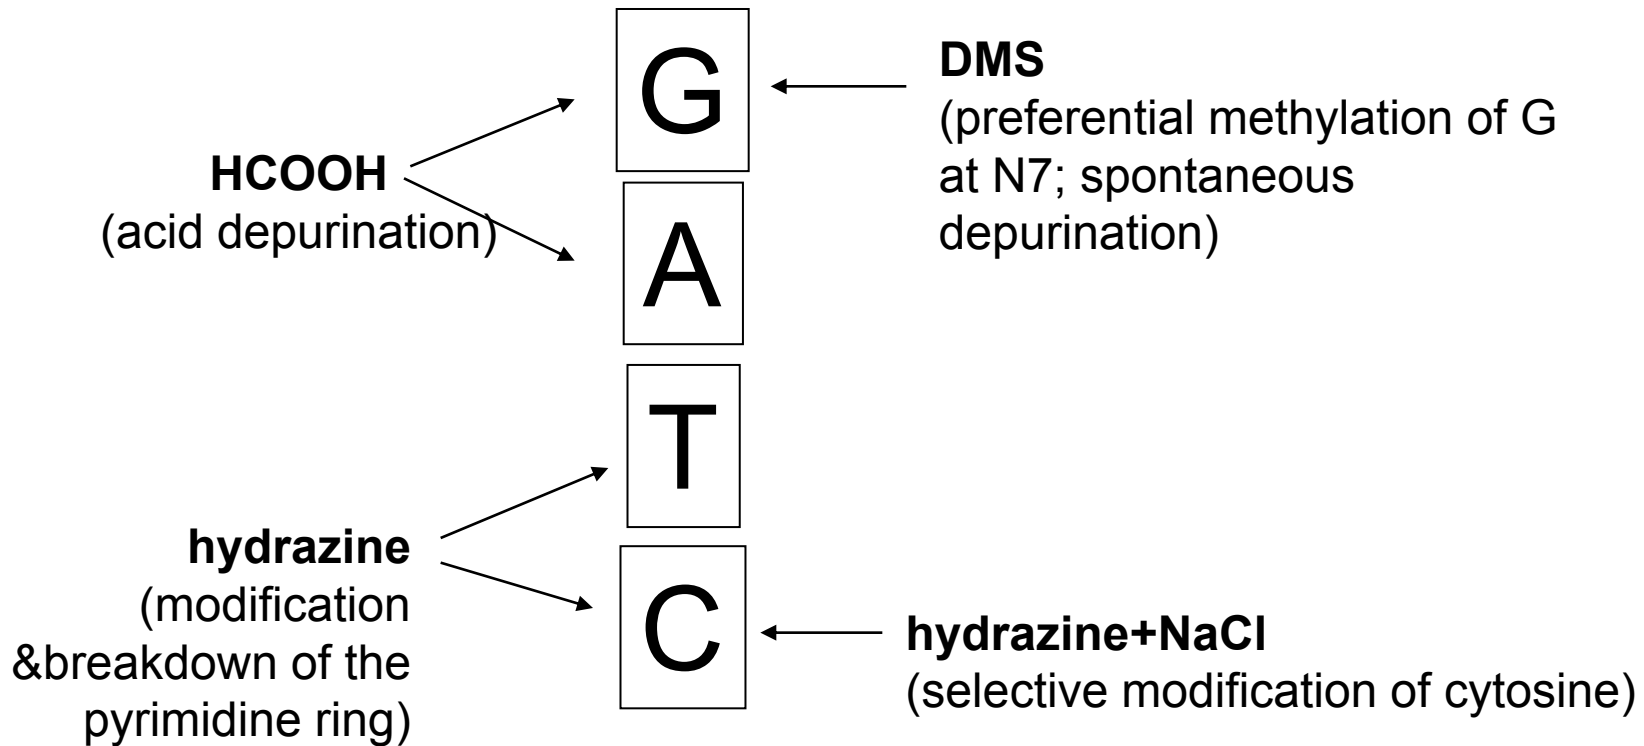 G
DMS
(preferential methylation of G
at N7; spontaneous
depurination)
HCOOH
(acid depurination)
A
T
hydrazine
(modification
&breakdown of the
pyrimidine ring)
C
hydrazine+NaCl
(selective modification of cytosine)